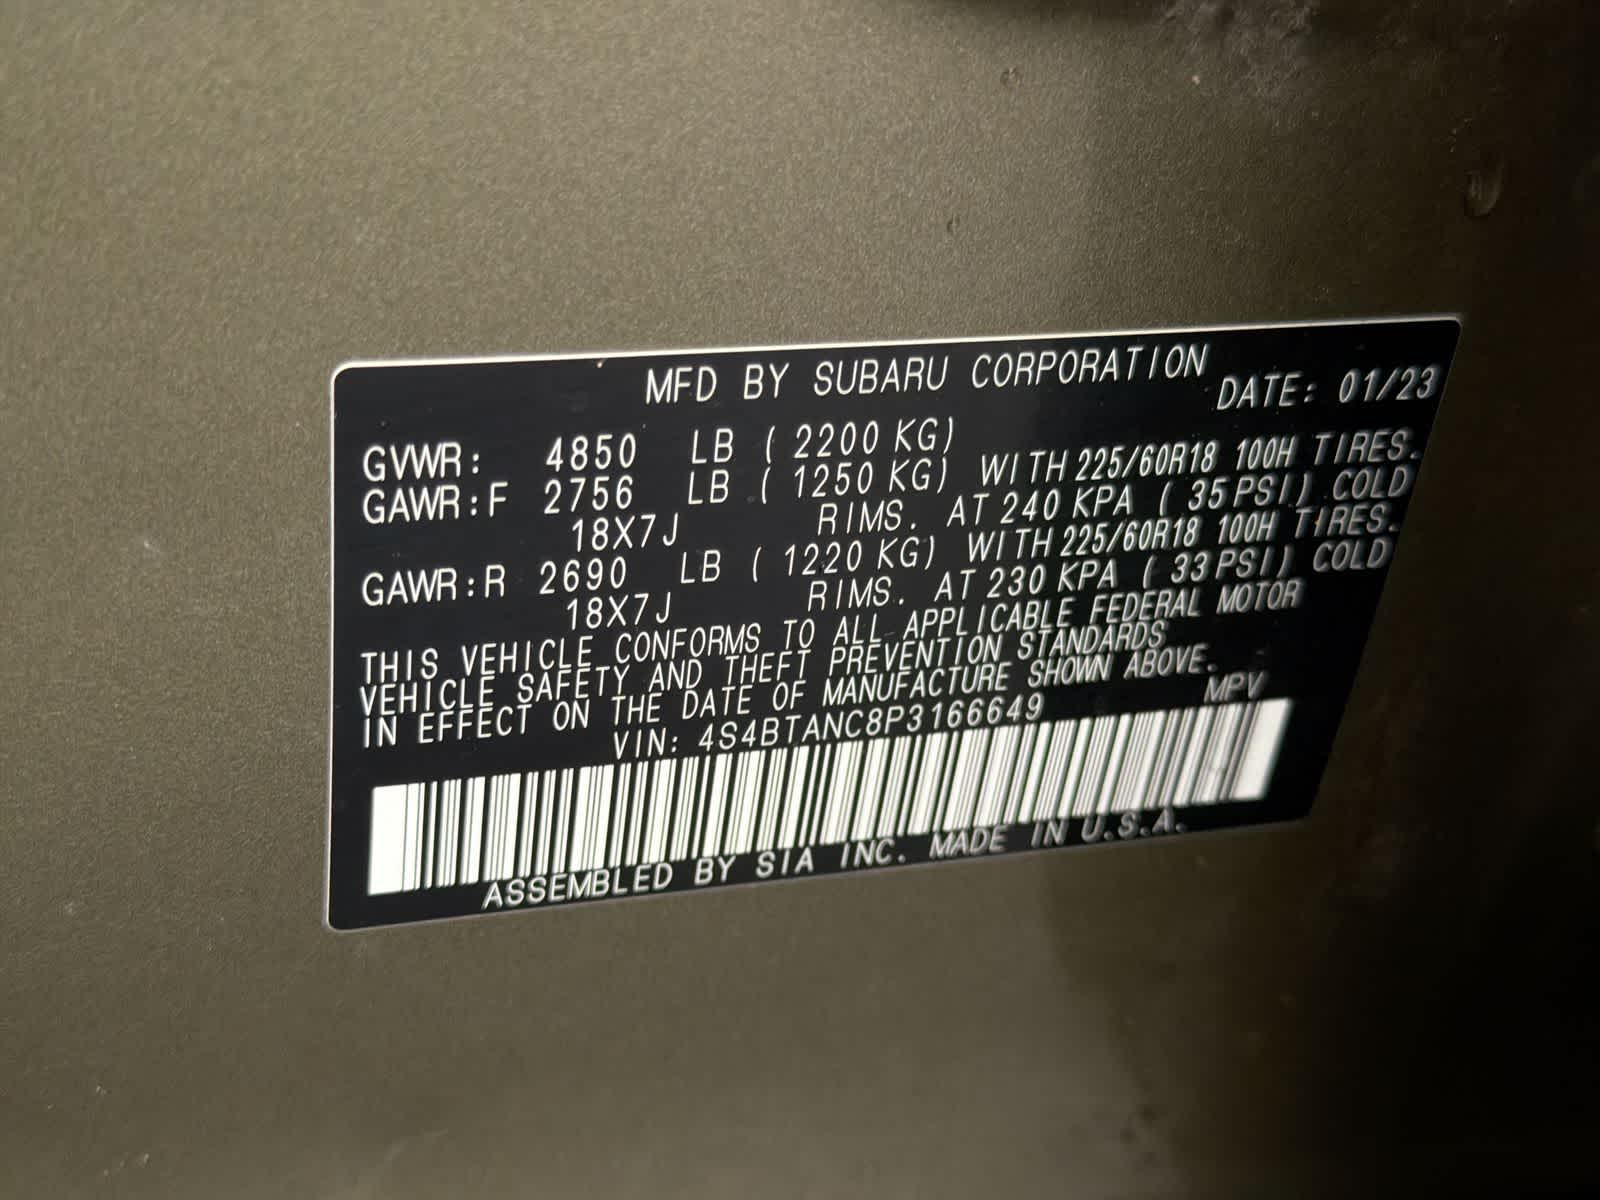 MFD BY SUBARU CORPORATION DATE: 01/23
GVWR: 4850 LB ( 2200 KG)
GAWR:F 2756 LB ( 1250 KG) WITH 225/60R18 100H TIRES.
18X7J RIMS. AT 240 KPA ( 35 PSI) COLD
GAWR:R 2690 LB ( 1220 KG) WITH 225/60R18 100H TIRES.
18X7J RIMS. AT 230 KPA ( 33 PSI) COLD
THIS VEHICLE CONFORMS TO ALL APPLICABLE FEDERAL MOTOR
VEHICLE SAFETY AND THEFT PREVENTION STANDARDS
IN EFFECT ON THE DATE OF MANUFACTURE SHOWN ABOVE.
VIN: 4S4BTANC8P3166649 MPV
ASSEMBLED BY SIA INC. MADE IN U.S.A.